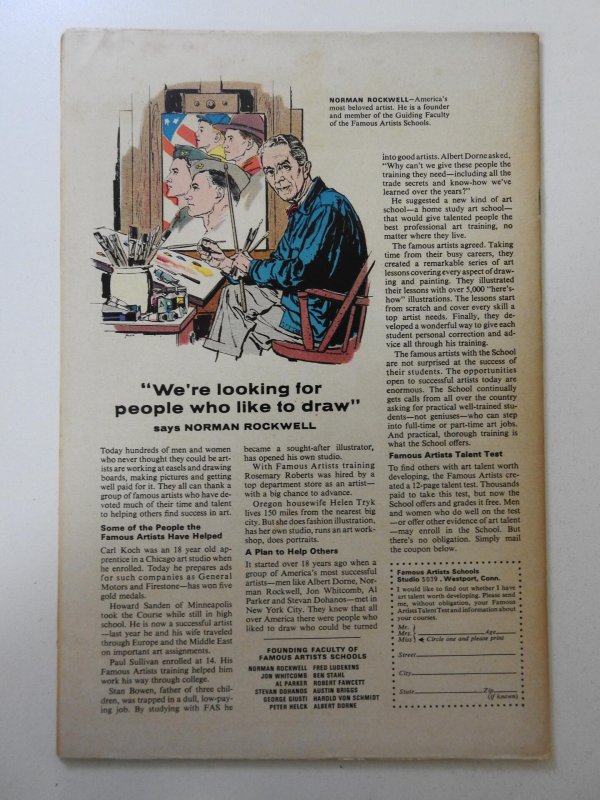 NORMAN ROCKWELL—America's
most beloved artist. He is a founder
and member of the Guiding Faculty
of the Famous Artists Schools.
"We're looking for
people who like to draw"
says NORMAN ROCKWELL
Today hundreds of men and women
who never thought they could be art-
ists are working at easels and drawing
boards, making pictures and getting
well paid for it. They all can thank a
group of famous artists who have de-
voted much of their time and talent
to helping others find success in art.
Some of the People the
Famous Artists Have Helped
Carl Koch was an 18 year old ap-
prentice in a Chicago art studio when
he enrolled. Today he prepares ads
for such companies as General
Motors and Firestone—has won five
gold medals.
Howard Sanden of Minneapolis
took the Course while still in high
school. He is now a successful artist
—last year he and his wife traveled
through Europe and the Middle East
on important art assignments.
Paul Sullivan enrolled at 14. His
Famous Artists training helped him
work his way through college.
Stan Bowen, father of three chil-
dren, was trapped in a dull, low-pay-
ing job. By studying with FAS he
became a sought-after illustrator,
has opened his own studio.
With Famous Artists training
Rosemary Roberts was hired by a
top department store as an artist—
with a big chance to advance.
Oregon housewife Helen Tryk
lives 150 miles from the nearest big
city. But she does fashion illustration,
has her own studio, runs an art work-
shop, does portraits.
A Plan to Help Others
It started over 18 years ago when a
group of America's most successful
artists—men like Albert Dorne, Nor-
man Rockwell, Jon Whitcomb, Al
Parker and Stevan Dohanos—met in
New York City. They knew that all
over America there were people who
liked to draw who could be turned
FOUNDING FACULTY OF
FAMOUS ARTISTS SCHOOLS
NORMAN ROCKWELL FRED LUDEKENS
JON WHITCOMB BEN STAHL
AL PARKER ROBERT FAWCETT
STEVAN DOHANOS AUSTIN BRIGGS
GEORGE GIUSTI HAROLD VON SCHMIDT
PETER HELCK ALBERT DORNE
into good artists. Albert Dorne asked,
"Why can't we give these people the
training they need—including all the
trade secrets and know-how we've
learned over the years?"
He suggested a new kind of art
school—a home study art school—
that would give talented people the
best professional art training, no
matter where they live.
The famous artists agreed. Taking
time from their busy careers, they
created a remarkable series of art
lessons covering every aspect of draw-
ing and painting. They illustrated
their lessons with over 5,000 "here's-
how" illustrations. The lessons start
from scratch and cover every skill a
top artist needs. Finally, they de-
veloped a wonderful way to give each
student personal correction and ad-
vice all through his training.
The famous artists with the School
are not surprised at the success of
their students. The opportunities
open to successful artists today are
enormous. The School continually
gets calls from all over the country
asking for practical well-trained stu-
dents—not geniuses—who can step
into full-time or part-time art jobs.
And practical, thorough training is
what the School offers.
Famous Artists Talent Test
To find others with art talent worth
developing, the Famous Artists cre-
ated a 12-page talent test. Thousands
paid to take this test, but now the
School offers and grades it free. Men
and women who do well on the test
—or offer other evidence of art talent
—may enroll in the School. But
there's no obligation. Simply mail
the coupon below.
Famous Artists Schools
Studio 5039, Westport, Conn.
I would like to find out whether I have
art talent worth developing. Please send
me, without obligation, your Famous
Artists Talent Test and information about
your courses.
Mr.
Mrs. Age
Miss Circle one and please print
Street
City
State Zip
(if known)